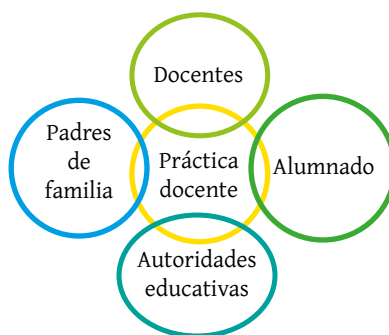 Docentes
Padres
de
familia
Práctica
docente
Alumnado
Autoridades
educativas